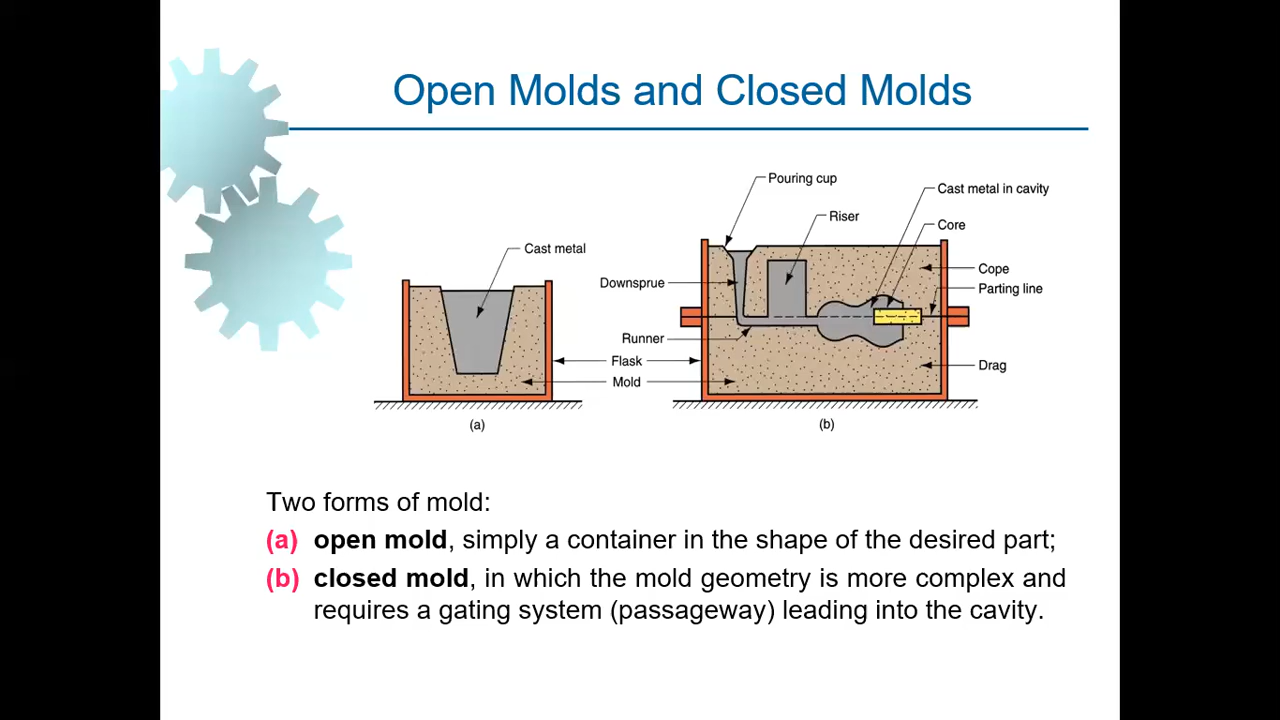 Open Molds and Closed Molds
Pouring cup
Cast metal in cavity
Riser
Core
Cast metal
Cope
Downsprue
Parting line
Runner
Flask
Drag
Mold
(a)
(b)
Two forms of mold:
(a) open mold, simply a container in the shape of the desired part;
(b) closed mold, in which the mold geometry is more complex and
requires a gating system (passageway) leading into the cavity.